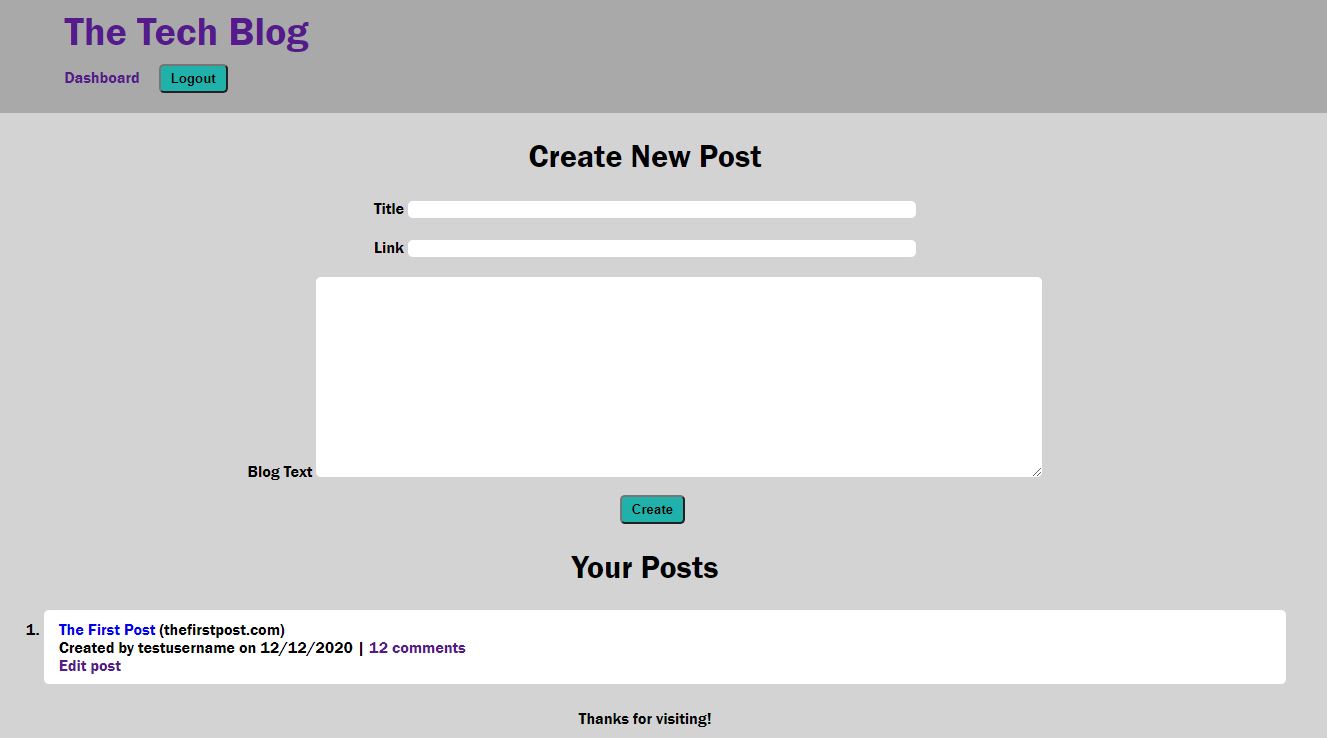 The Tech Blog
Dashboard Logout
Create New Post
Title
Link
Blog Text
Create
Your Posts
1. The First Post (thefirstpost.com)
Created by testusername on 12/12/2020 | 12 comments
Edit post
Thanks for visiting!